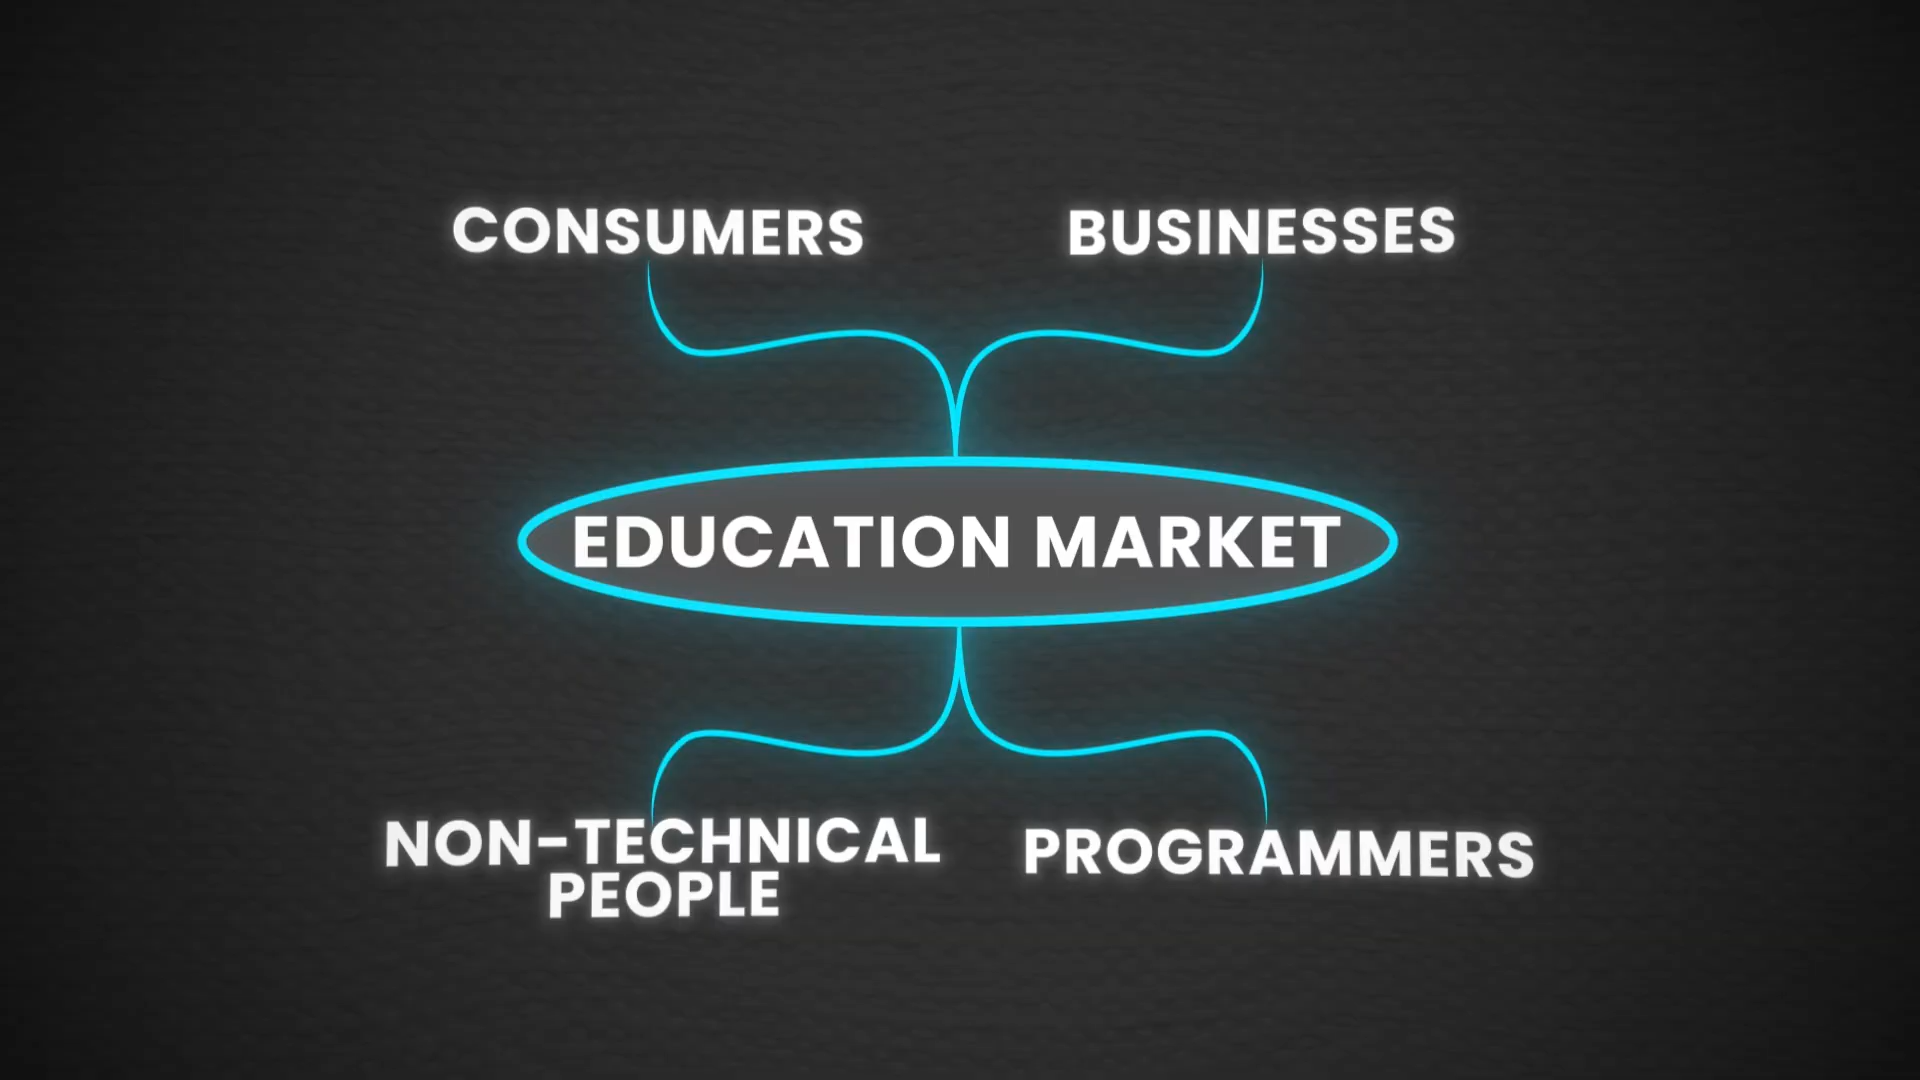 CONSUMERS
BUSINESSES
EDUCATION MARKET
NON-TECHNICAL
PEOPLE
PROGRAMMERS